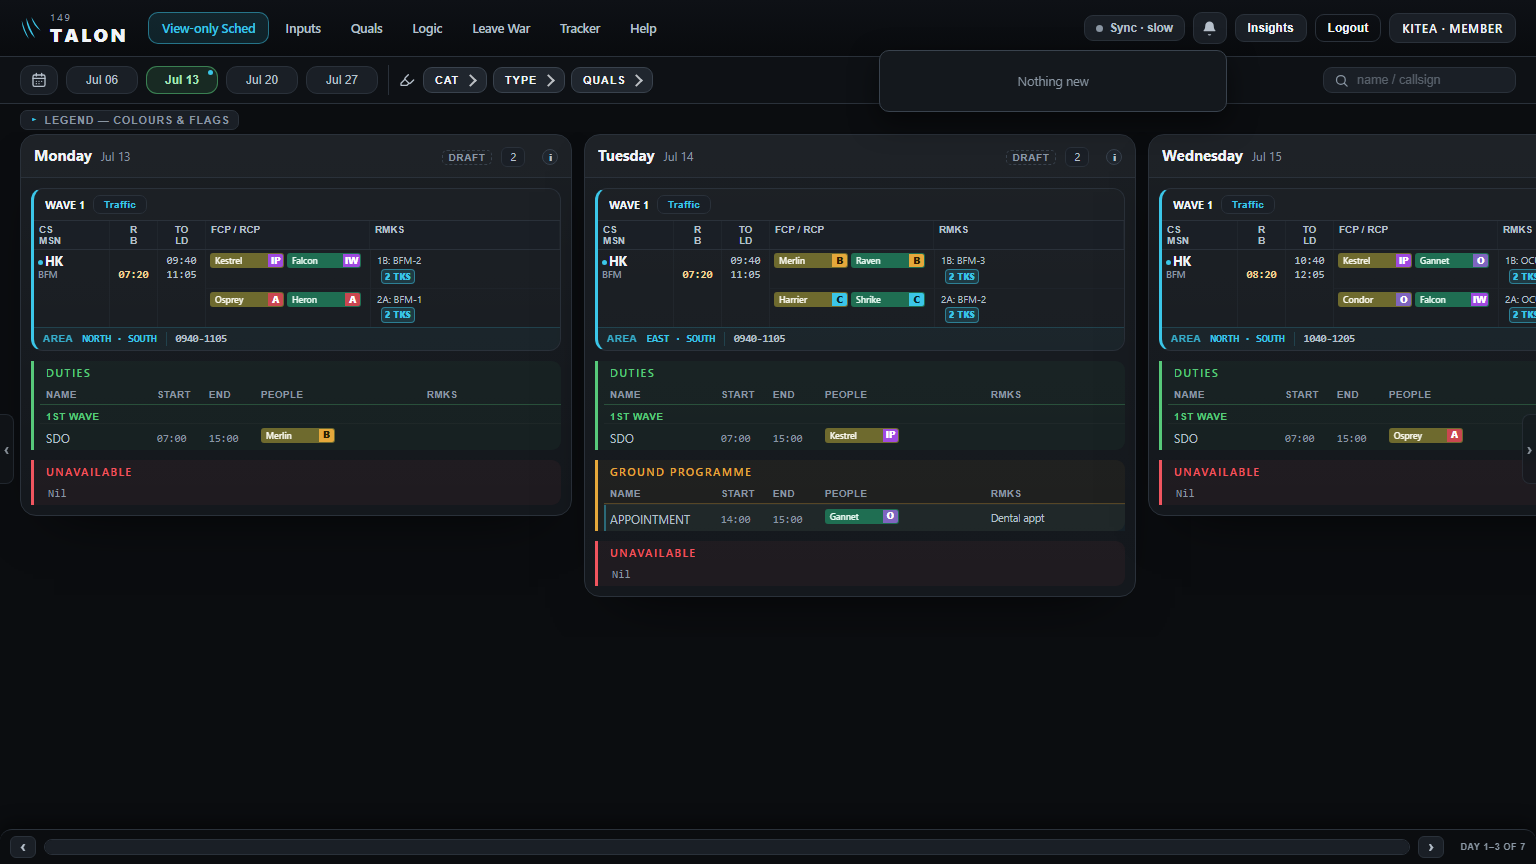 149
TALON
View-only Sched
Inputs
Quals
Logic
Leave War
Tracker
Help
Sync · slow
Insights
Logout
KITEA · MEMBER
Jul 06
Jul 13
Jul 20
Jul 27
CAT
TYPE
QUALS
Nothing new
name / callsign
LEGEND — COLOURS & FLAGS
Monday Jul 13
DRAFT 2 i
WAVE 1 Traffic
CS R TO FCP / RCP RMKS
MSN B LD
HK 09:40 Kestrel IP Falcon IW 1B: BFM-2
BFM 07:20 11:05 2 TKS
Osprey A Heron A 2A: BFM-1
2 TKS
AREA NORTH · SOUTH 0940-1105
DUTIES
NAME START END PEOPLE RMKS
1ST WAVE
SDO 07:00 15:00 Merlin B
UNAVAILABLE
Nil
Tuesday Jul 14
DRAFT 2 i
WAVE 1 Traffic
CS R TO FCP / RCP RMKS
MSN B LD
HK 09:40 Merlin B Raven B 1B: BFM-3
BFM 07:20 11:05 2 TKS
Harrier C Shrike C 2A: BFM-2
2 TKS
AREA EAST · SOUTH 0940-1105
DUTIES
NAME START END PEOPLE RMKS
1ST WAVE
SDO 07:00 15:00 Kestrel IP
GROUND PROGRAMME
NAME START END PEOPLE RMKS
APPOINTMENT 14:00 15:00 Gannet O Dental appt
UNAVAILABLE
Nil
Wednesday Jul 15
WAVE 1 Traffic
CS R TO FCP / RCP RMKS
MSN B LD
HK 10:40 Kestrel IP Gannet O 1B: OCU
BFM 08:20 12:05 2 TKS
Condor O Falcon IW 2A: OCU
2 TKS
AREA NORTH · SOUTH 1040-1205
DUTIES
NAME START END PEOPLE
1ST WAVE
SDO 07:00 15:00 Osprey A
UNAVAILABLE
Nil
DAY 1–3 OF 7